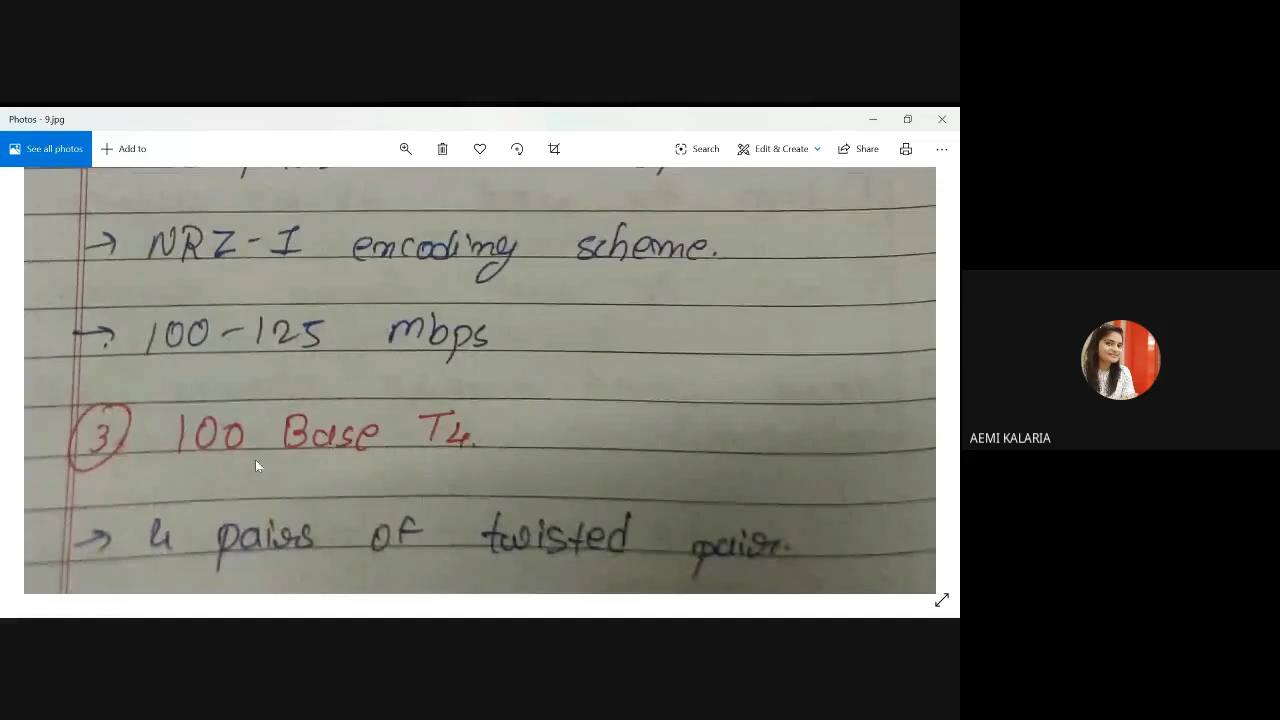 Photos - 9.jpg
See all photos
Add to
Search
Edit & Create
Share
→ NRZ-I encoding scheme.
→ 100-125 mbps
3 100 Base T4.
→ 4 pairs of twisted pair.
AEMI KALARIA